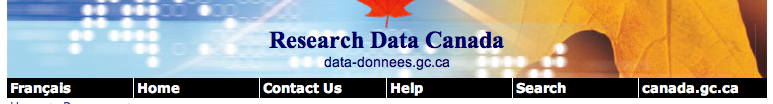 Research Data Canada
data-donnees.gc.ca
Français Home Contact Us Help Search canada.gc.ca